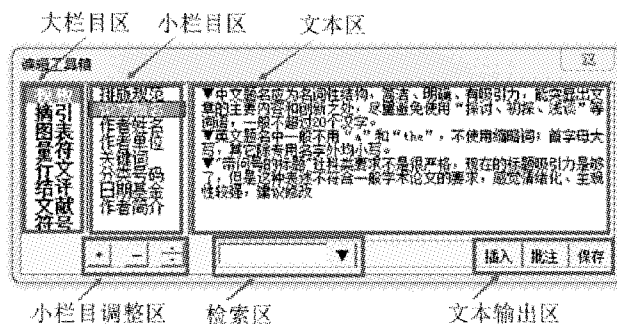 大栏目区 小栏目区 文本区
编辑工具箱
摘引
图表
量符
行文
结评
文献
符号
排版规范
作者姓名
作者单位
关键词
分类号码
日期基金
作者简介
▼中文题名应为名词性结构，简洁、明确、有吸引力，能突显出文
章的主要内容和创新之处，尽量避免使用“探讨、初探、浅谈”等
词语，一般不超过20个汉字。
▼英文题名中一般不用“a”和“the”，不使用缩略词；首字母大
写，其它除专用名字外均小写。
▼“带问号的标题”社科类要求不是很严格，现在的标题吸引力是够
了，但是这种表述不符合一般学术论文的要求，感觉情绪化、主观
性较强，建议修改
+ － ÷ ▼ 插入 批注 保存
小栏目调整区 检索区 文本输出区